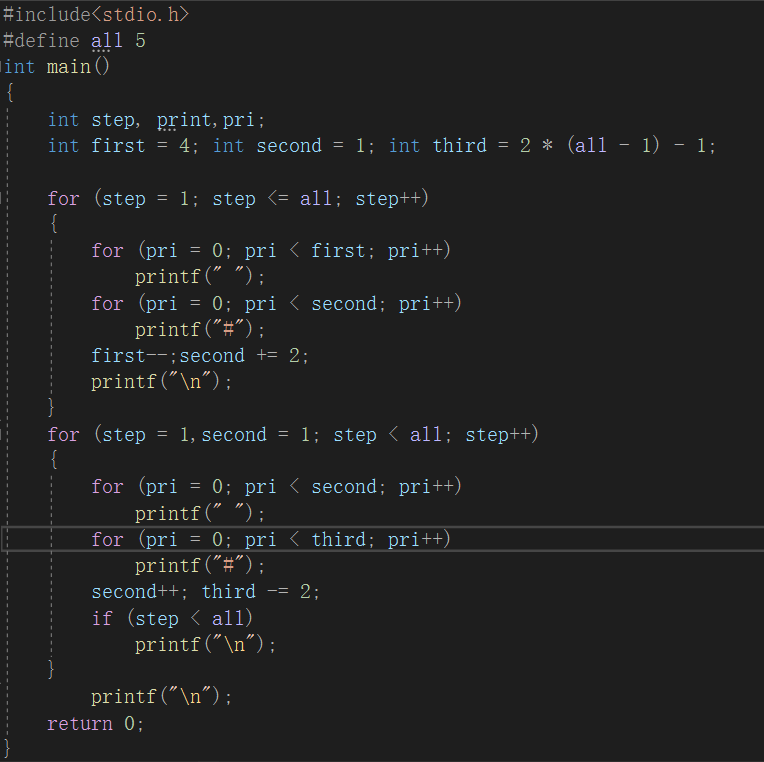 #include<stdio.h>
#define all 5
int main()
{
    int step, print,pri;
    int first = 4; int second = 1; int third = 2 * (all - 1) - 1;

    for (step = 1; step <= all; step++)
    {
        for (pri = 0; pri < first; pri++)
            printf(" ");
        for (pri = 0; pri < second; pri++)
            printf("#");
        first--;second += 2;
        printf("\n");
    }
    for (step = 1,second = 1; step < all; step++)
    {
        for (pri = 0; pri < second; pri++)
            printf(" ");
        for (pri = 0; pri < third; pri++)
            printf("#");
        second++; third -= 2;
        if (step < all)
            printf("\n");
    }
        printf("\n");
    return 0;
}